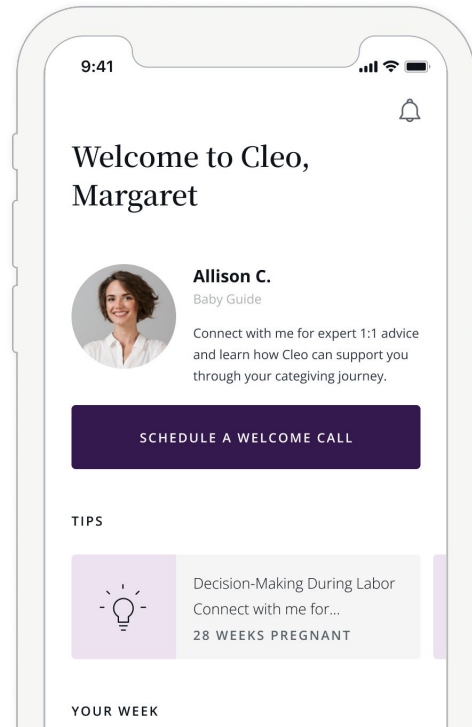 9:41
Welcome to Cleo,
Margaret
Allison C.
Baby Guide
Connect with me for expert 1:1 advice
and learn how Cleo can support you
through your categiving journey.
SCHEDULE A WELCOME CALL
TIPS
Decision-Making During Labor
Connect with me for...
28 WEEKS PREGNANT
YOUR WEEK